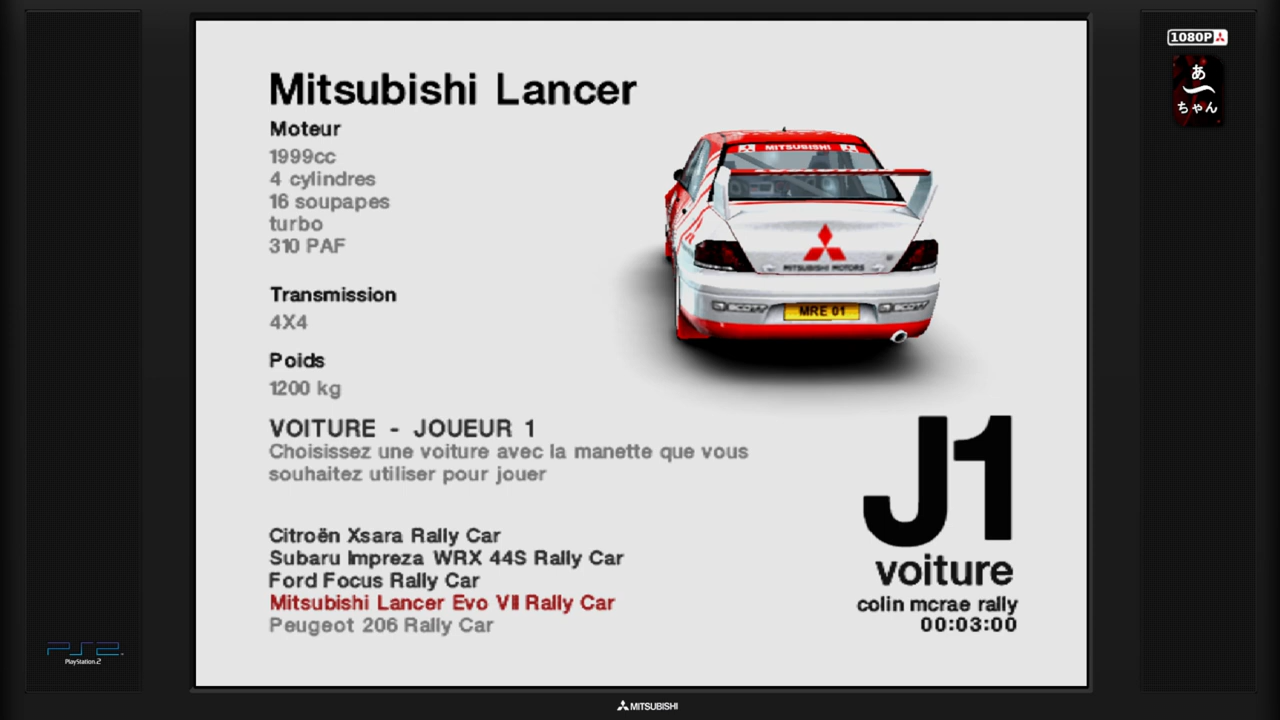 Mitsubishi Lancer
Moteur
1999cc
4 cylindres
16 soupapes
turbo
310 PAF
Transmission
4X4
Poids
1200 kg
MITSUBISHI
MITSUBISHI MOTORS
MRE 01
VOITURE - JOUEUR 1
Choisissez une voiture avec la manette que vous
souhaitez utiliser pour jouer
Citroën Xsara Rally Car
Subaru Impreza WRX 44S Rally Car
Ford Focus Rally Car
Mitsubishi Lancer Evo VII Rally Car
Peugeot 206 Rally Car
J1
voiture
colin mcrae rally
00:03:00
1080P
あ
ー
ちゃん
PS2
PlayStation.2
MITSUBISHI